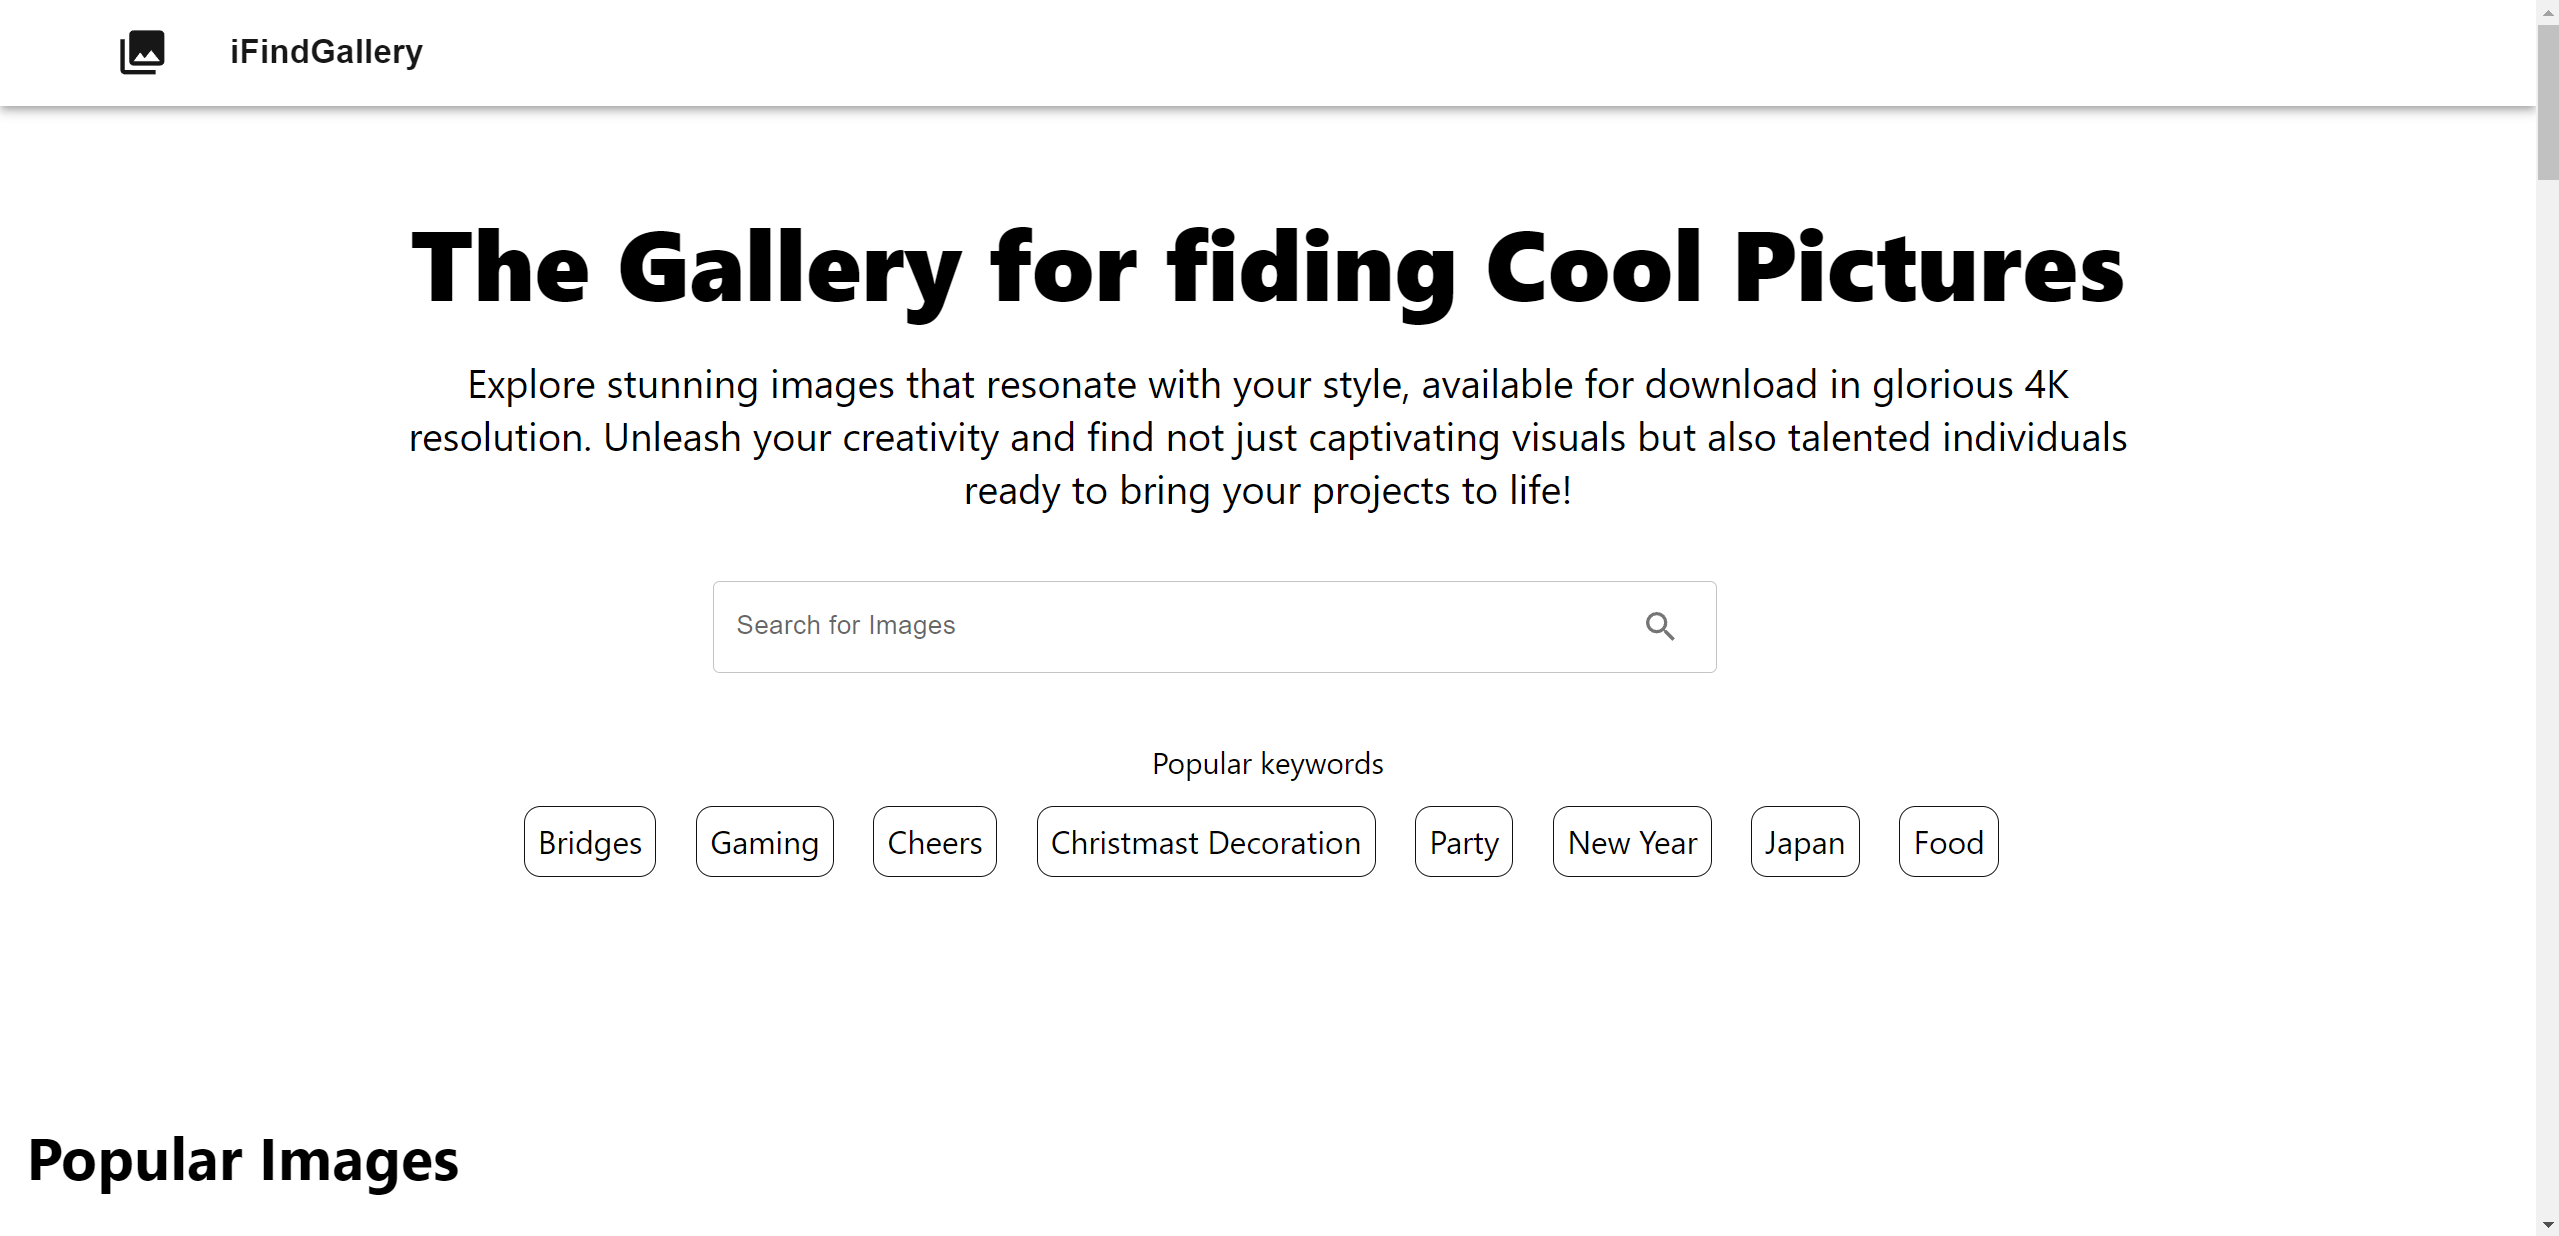 iFindGallery
The Gallery for fiding Cool Pictures
Explore stunning images that resonate with your style, available for download in glorious 4K
resolution. Unleash your creativity and find not just captivating visuals but also talented individuals
ready to bring your projects to life!
Search for Images
Popular keywords
Bridges Gaming Cheers Christmast Decoration Party New Year Japan Food
Popular Images